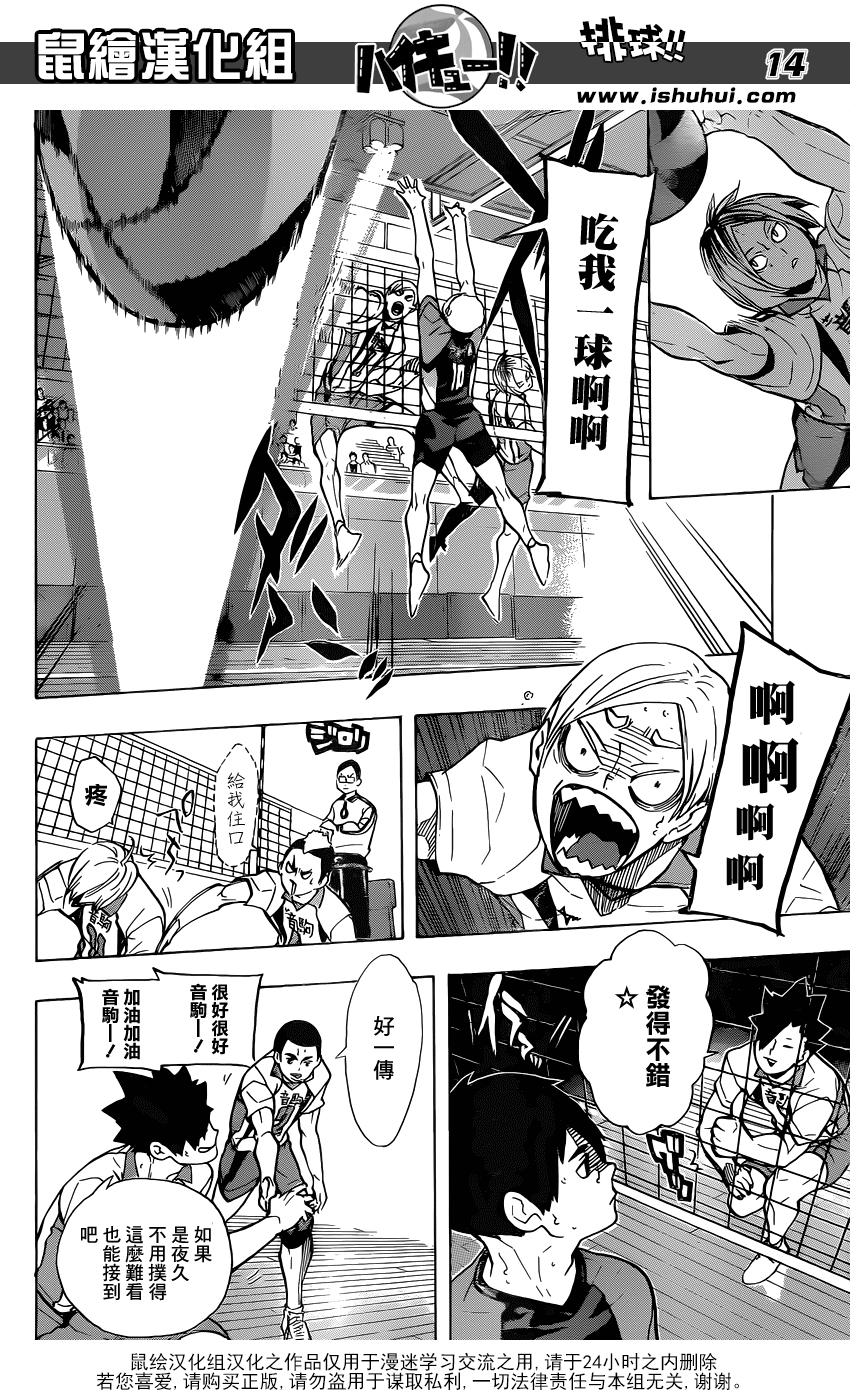 鼠繪漢化組
ハイキュー!!
排球!!
14
www.ishuhui.com
吃我一球啊啊
10
啊
啊
啊
啊
ジロリ
給我住口
疼
音駒
音駒
發得不錯
☆
好一傳
很好很好
音駒ー!
加油加油
音駒ー!
如果
是夜久
不用撲得
這麼難看
也能接到
吧
鼠绘汉化组汉化之作品仅用于漫迷学习交流之用,请于24小时之内删除
若您喜爱,请购买正版,请勿盗用于谋取私利,一切法律责任与本组无关,谢谢。